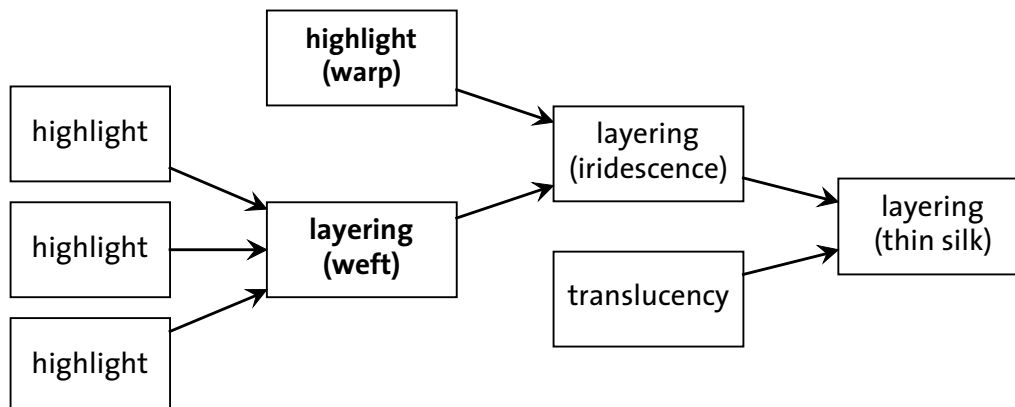 highlight
(warp)
highlight
layering
(iridescence)
highlight
layering
(weft)
layering
(thin silk)
translucency
highlight